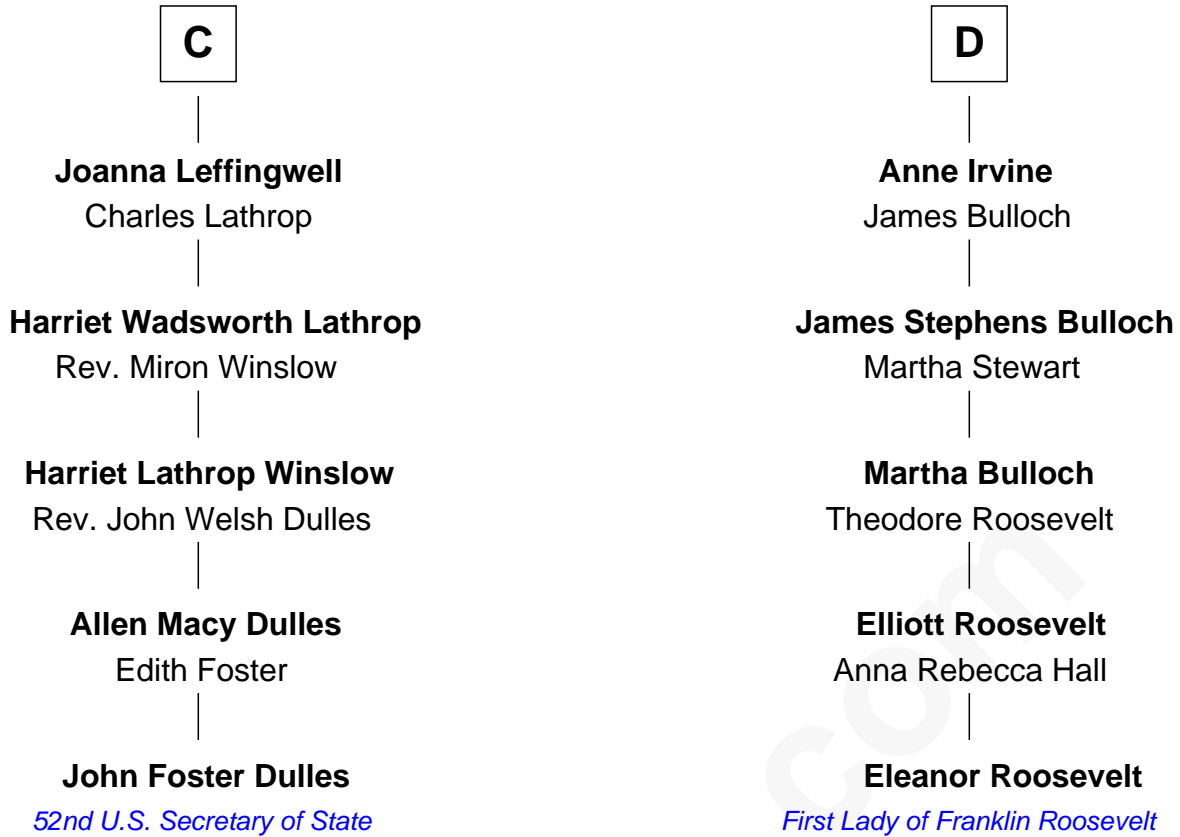 C
Joanna Leffingwell
Charles Lathrop
Harriet Wadsworth Lathrop
Rev. Miron Winslow
Harriet Lathrop Winslow
Rev. John Welsh Dulles
Allen Macy Dulles
Edith Foster
John Foster Dulles
52nd U.S. Secretary of State
D
Anne Irvine
James Bulloch
James Stephens Bulloch
Martha Stewart
Martha Bulloch
Theodore Roosevelt
Elliott Roosevelt
Anna Rebecca Hall
Eleanor Roosevelt
First Lady of Franklin Roosevelt
com